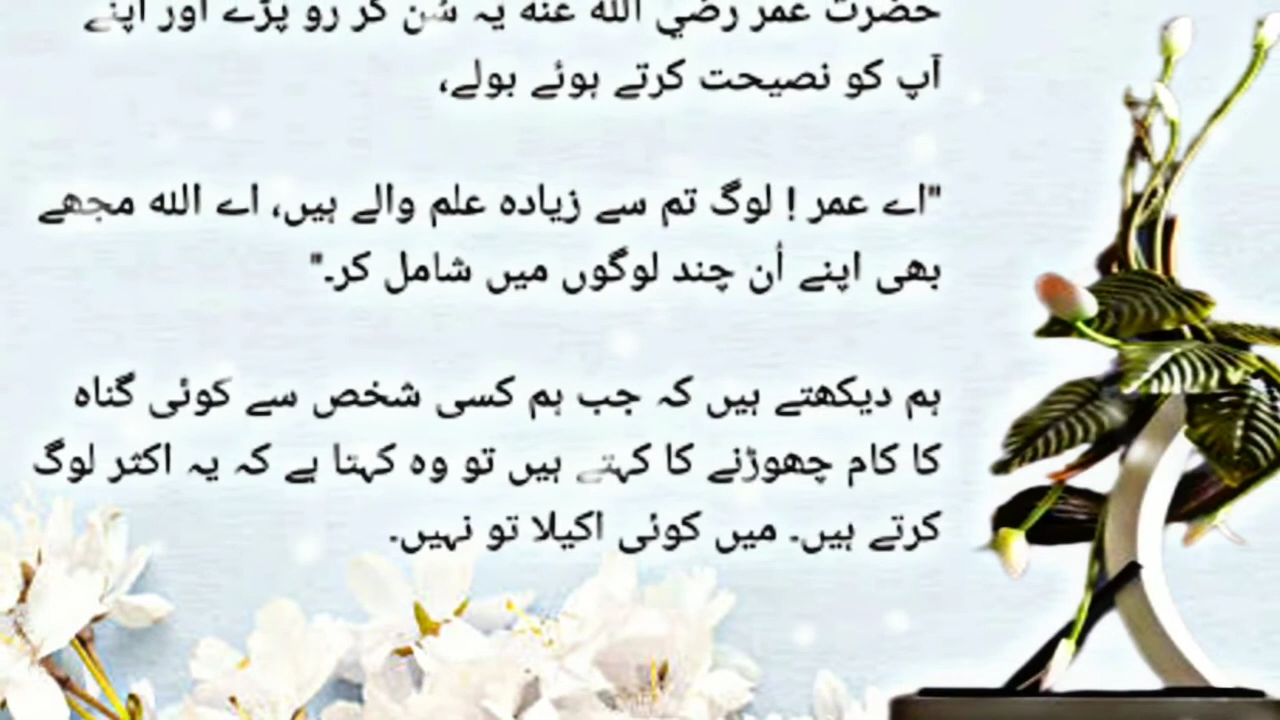 حضرت عمر رضي الله عنه یہ سُن کر رو پڑے اور اپنے
آپ کو نصیحت کرتے ہوئے بولے،
"اے عمر ! لوگ تم سے زیادہ علم والے ہیں، اے اللہ مجھے
بھی اپنے اُن چند لوگوں میں شامل کر۔"
ہم دیکھتے ہیں کہ جب ہم کسی شخص سے کوئی گناہ
کا کام چھوڑنے کا کہتے ہیں تو وہ کہتا ہے کہ یہ اکثر لوگ
کرتے ہیں۔ میں کوئی اکیلا تو نہیں۔